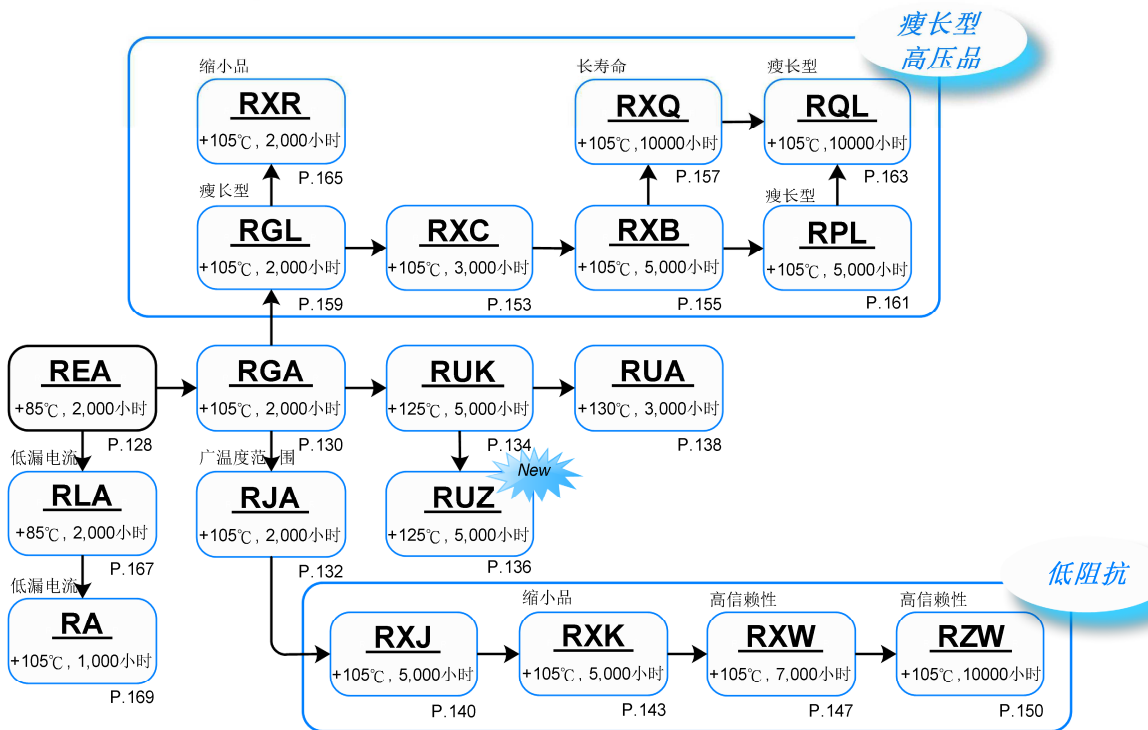 瘦长型
高压品
缩小品
RXR
+105℃, 2,000小时
P.165
长寿命
RXQ
+105℃,10000小时
P.157
瘦长型
RQL
+105℃,10000小时
P.163
瘦长型
RGL
+105℃, 2,000小时
P.159
RXC
+105℃, 3,000小时
P.153
RXB
+105℃, 5,000小时
P.155
瘦长型
RPL
+105℃, 5,000小时
P.161
REA
+85℃, 2,000小时
P.128
RGA
+105℃, 2,000小时
P.130
RUK
+125℃, 5,000小时
P.134
RUA
+130℃, 3,000小时
P.138
低漏电流
RLA
+85℃, 2,000小时
P.167
广温度范围
RJA
+105℃, 2,000小时
P.132
New
RUZ
+125℃, 5,000小时
P.136
低漏电流
RA
+105℃, 1,000小时
P.169
低阻抗
RXJ
+105℃, 5,000小时
P.140
缩小品
RXK
+105℃, 5,000小时
P.143
高信赖性
RXW
+105℃, 7,000小时
P.147
高信赖性
RZW
+105℃, 10000小时
P.150